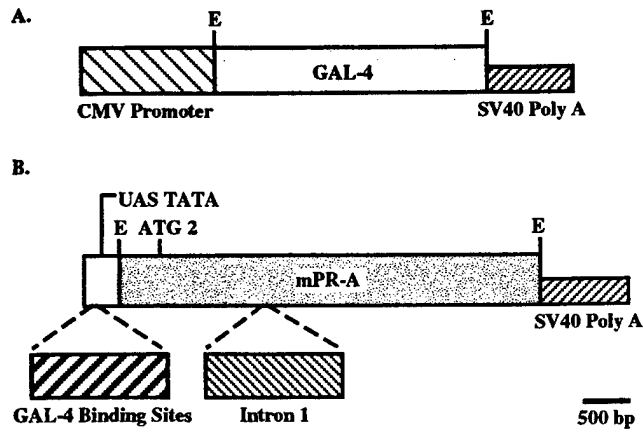 A.
E
E
GAL-4
CMV Promoter
SV40 Poly A
B.
UAS TATA
E ATG 2
E
mPR-A
SV40 Poly A
GAL-4 Binding Sites
Intron 1
500 bp